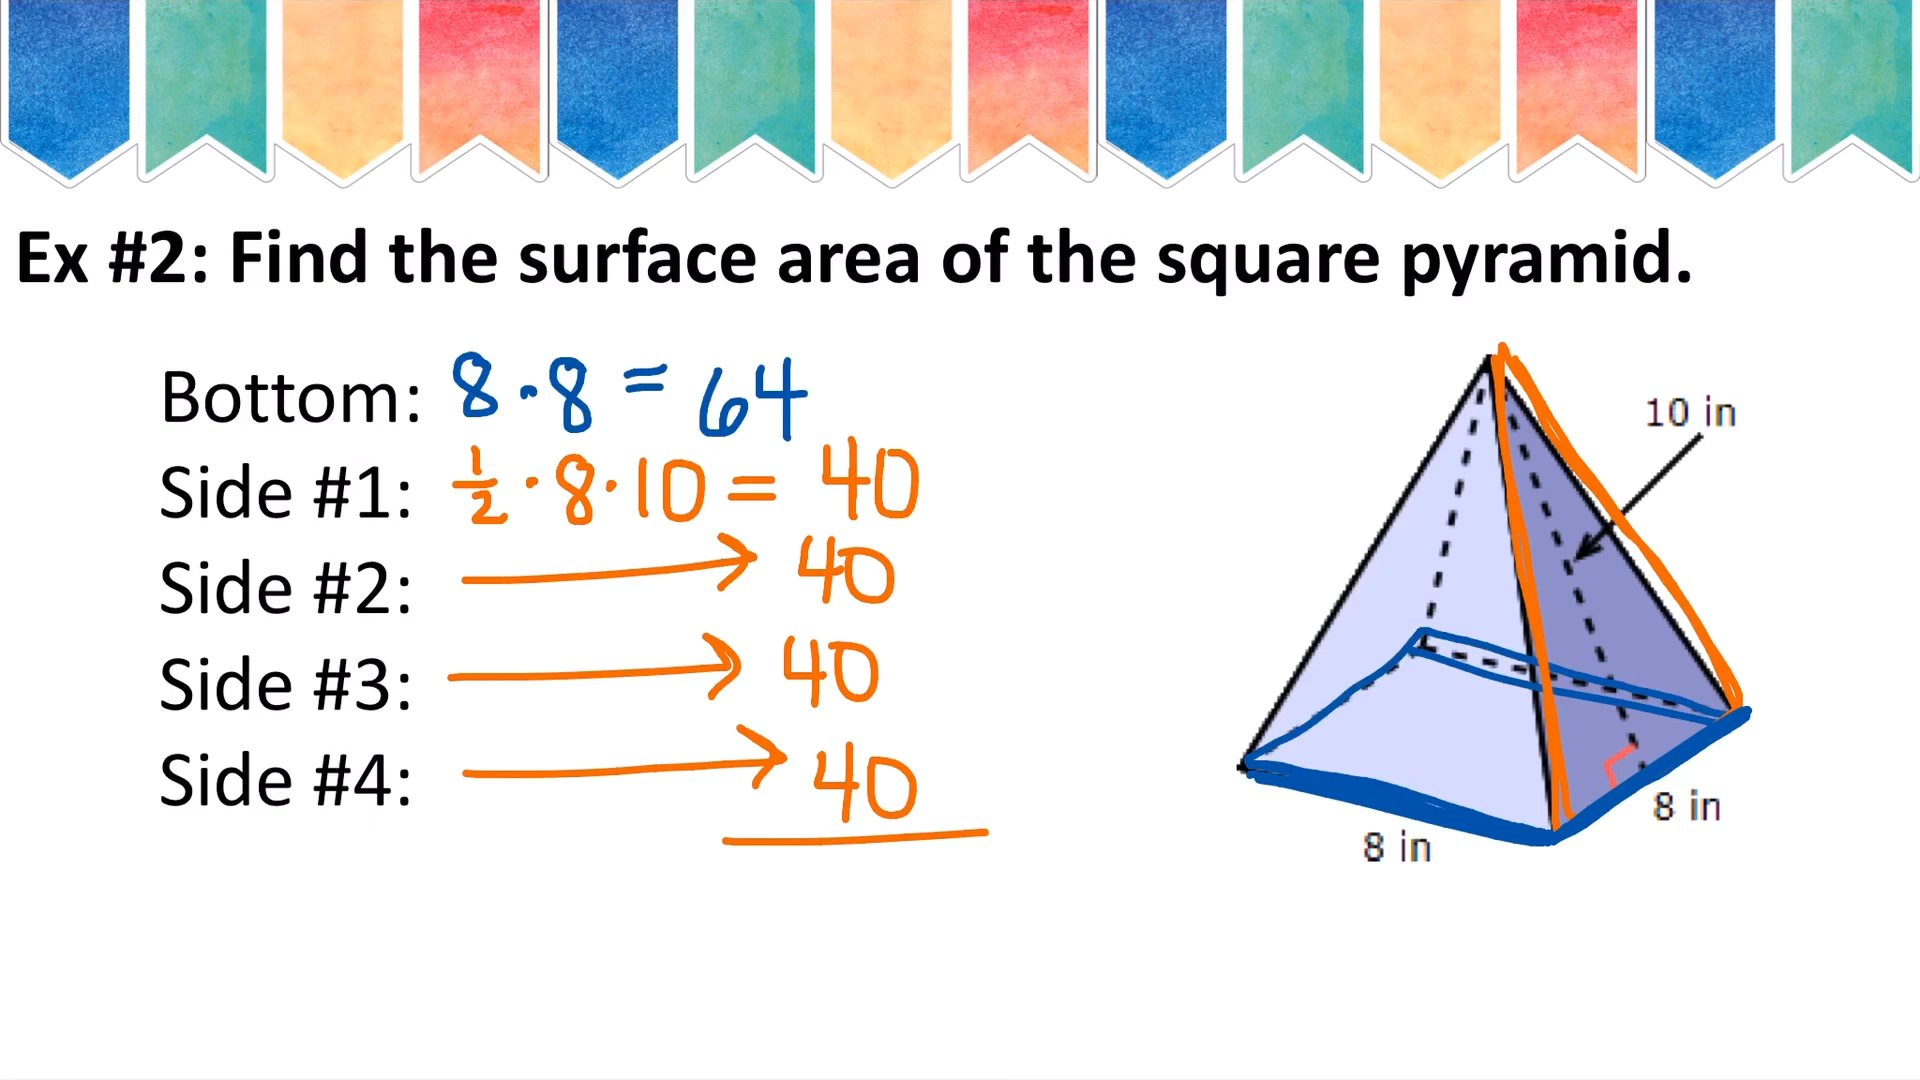 Ex #2: Find the surface area of the square pyramid.
Bottom: 8 · 8 = 64
Side #1: 1/2 · 8 · 10 = 40
Side #2: → 40
Side #3: → 40
Side #4: → 40
10 in
8 in
8 in